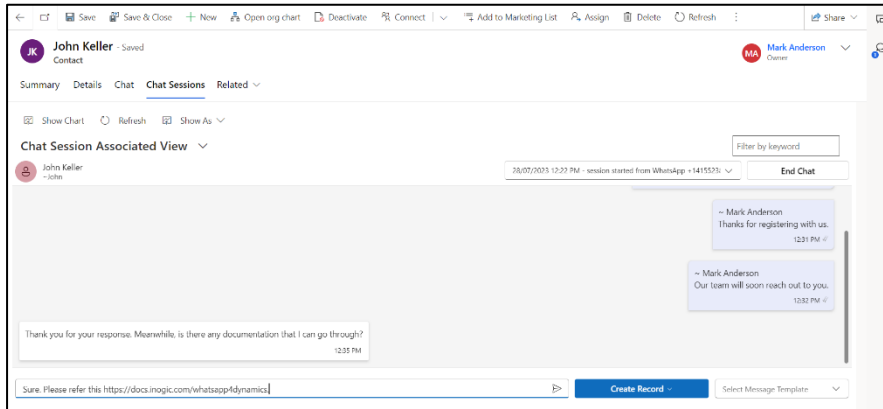 Save Save & Close New Open org chart Deactivate Connect Add to Marketing List Assign Delete Refresh Share
JK John Keller - Saved
Contact
MA Mark Anderson
Owner
Summary Details Chat Chat Sessions Related
Show Chart Refresh Show As
Chat Session Associated View
Filter by keyword
John Keller
~John
28/07/2023 12:22 PM - session started from WhatsApp +1415523
End Chat
~ Mark Anderson
Thanks for registering with us.
12:31 PM
~ Mark Anderson
Our team will soon reach out to you.
12:32 PM
Thank you for your response. Meanwhile, is there any documentation that I can go through?
12:35 PM
Sure. Please refer this https://docs.inogic.com/whatsapp4dynamics
Create Record
Select Message Template